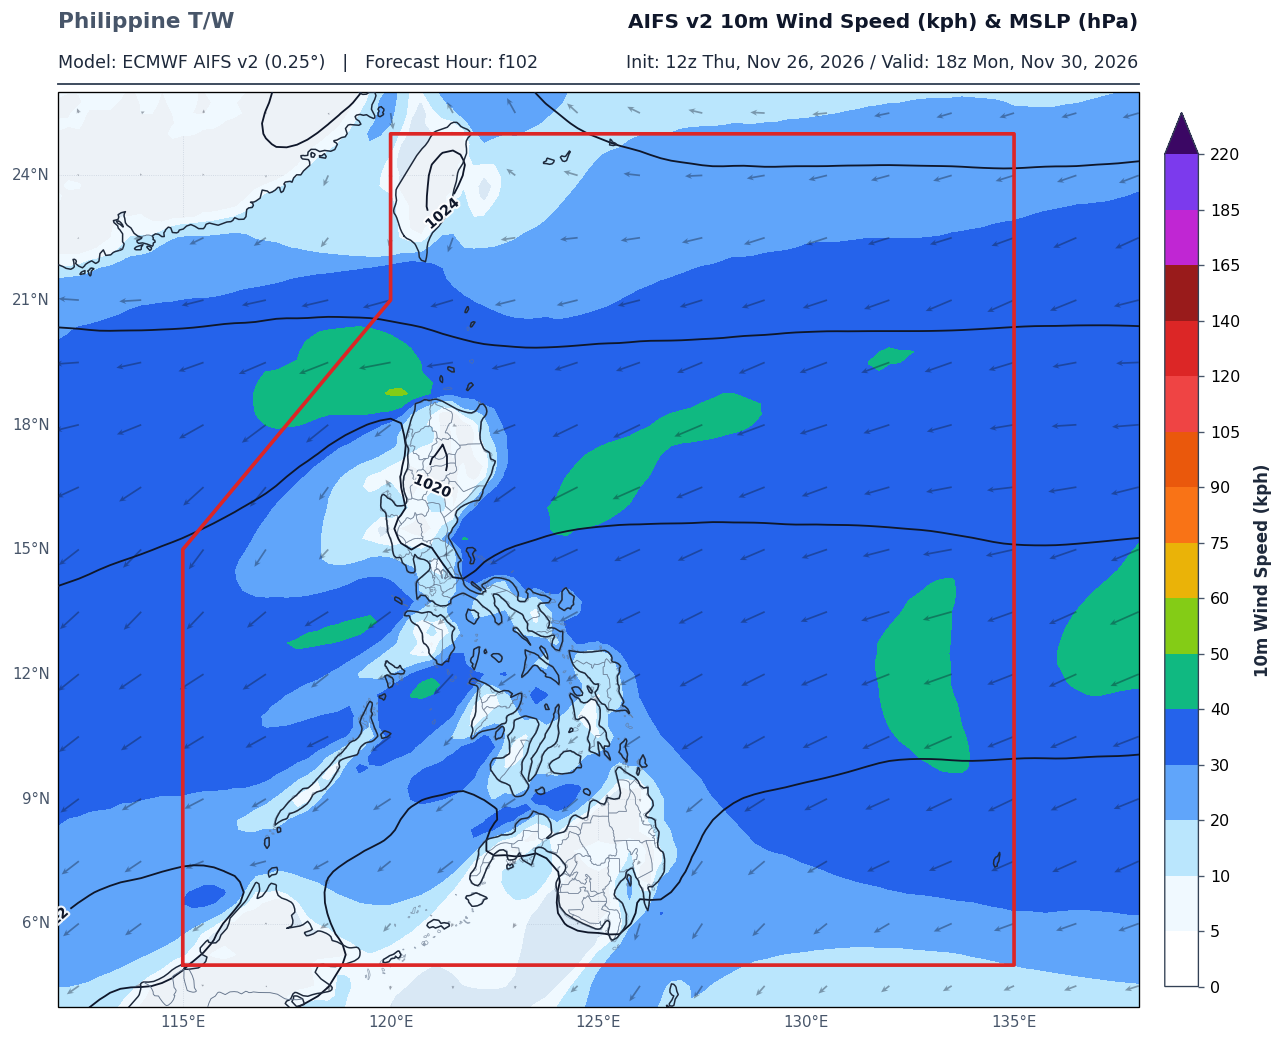 Philippine T/W
AIFS v2 10m Wind Speed (kph) & MSLP (hPa)
Model: ECMWF AIFS v2 (0.25°) | Forecast Hour: f102
Init: 12z Thu, Nov 26, 2026 / Valid: 18z Mon, Nov 30, 2026
24°N
21°N
18°N
15°N
12°N
9°N
6°N
115°E
120°E
125°E
130°E
135°E
1024
1020
220
185
165
140
120
105
90
75
60
50
40
30
20
10
5
0
10m Wind Speed (kph)